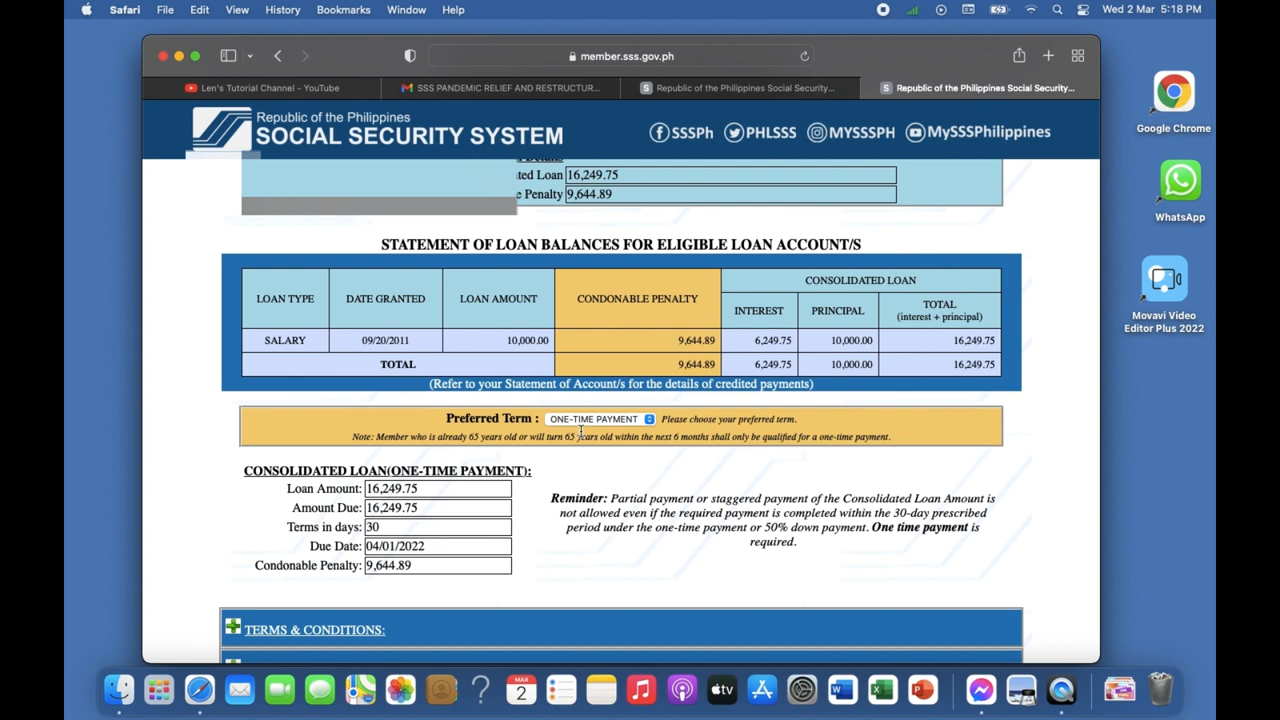 Safari File Edit View History Bookmarks Window Help Wed 2 Mar 5:18 PM
member.sss.gov.ph
Len's Tutorial Channel - YouTube
SSS PANDEMIC RELIEF AND RESTRUCTUR...
Republic of the Philippines Social Security...
Republic of the Philippines Social Security...
Republic of the Philippines
SOCIAL SECURITY SYSTEM
SSSPh PHLSSS MYSSSPH MySSSPhilippines
Google Chrome
WhatsApp
Movavi Video
Editor Plus 2022
Loan 16,249.75
Penalty 9,644.89
STATEMENT OF LOAN BALANCES FOR ELIGIBLE LOAN ACCOUNT/S
LOAN TYPE DATE GRANTED LOAN AMOUNT CONDONABLE PENALTY CONSOLIDATED LOAN
INTEREST PRINCIPAL TOTAL
(interest + principal)
SALARY 09/20/2011 10,000.00 9,644.89 6,249.75 10,000.00 16,249.75
TOTAL 9,644.89 6,249.75 10,000.00 16,249.75
(Refer to your Statement of Account/s for the details of credited payments)
Preferred Term : ONE-TIME PAYMENT Please choose your preferred term.
Note: Member who is already 65 years old or will turn 65 years old within the next 6 months shall only be qualified for a one-time payment.
CONSOLIDATED LOAN(ONE-TIME PAYMENT):
Loan Amount: 16,249.75
Amount Due: 16,249.75
Terms in days: 30
Due Date: 04/01/2022
Condonable Penalty: 9,644.89
Reminder: Partial payment or staggered payment of the Consolidated Loan Amount is
not allowed even if the required payment is completed within the 30-day prescribed
period under the one-time payment or 50% down payment. One time payment is
required.
TERMS & CONDITIONS:
MAR
2
tv
W
X
P